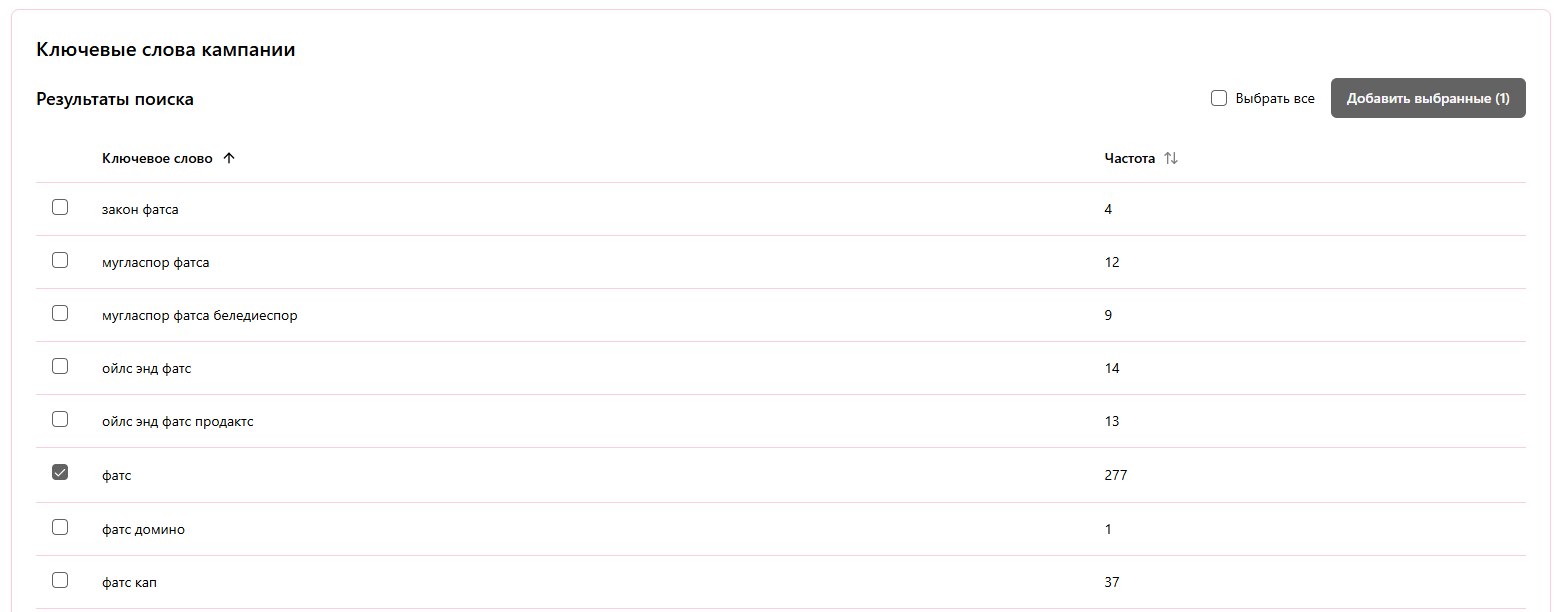 Ключевые слова кампании
Результаты поиска
Выбрать все
Добавить выбранные (1)
Ключевое слово Частота
закон фатса 4
мугласпор фатса 12
мугласпор фатса беледиеспор 9
ойлс энд фатс 14
ойлс энд фатс продактс 13
фатс 277
фатс домино 1
фатс кап 37